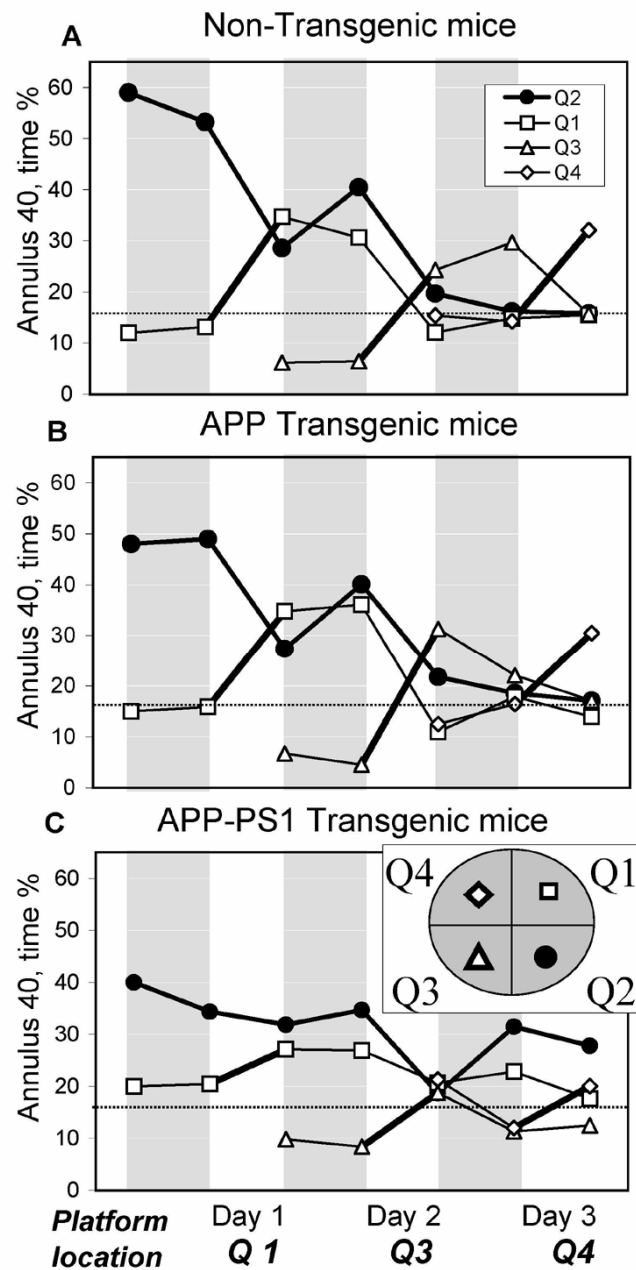 A Non-Transgenic mice
Annulus 40, time %
60
50
40
30
20
10
0
Q2
Q1
Q3
Q4
B APP Transgenic mice
Annulus 40, time %
60
50
40
30
20
10
0
C APP-PS1 Transgenic mice
Annulus 40, time %
60
50
40
30
20
10
0
Q4 Q1
Q3 Q2
Platform Day 1 Day 2 Day 3
location Q 1 Q3 Q4